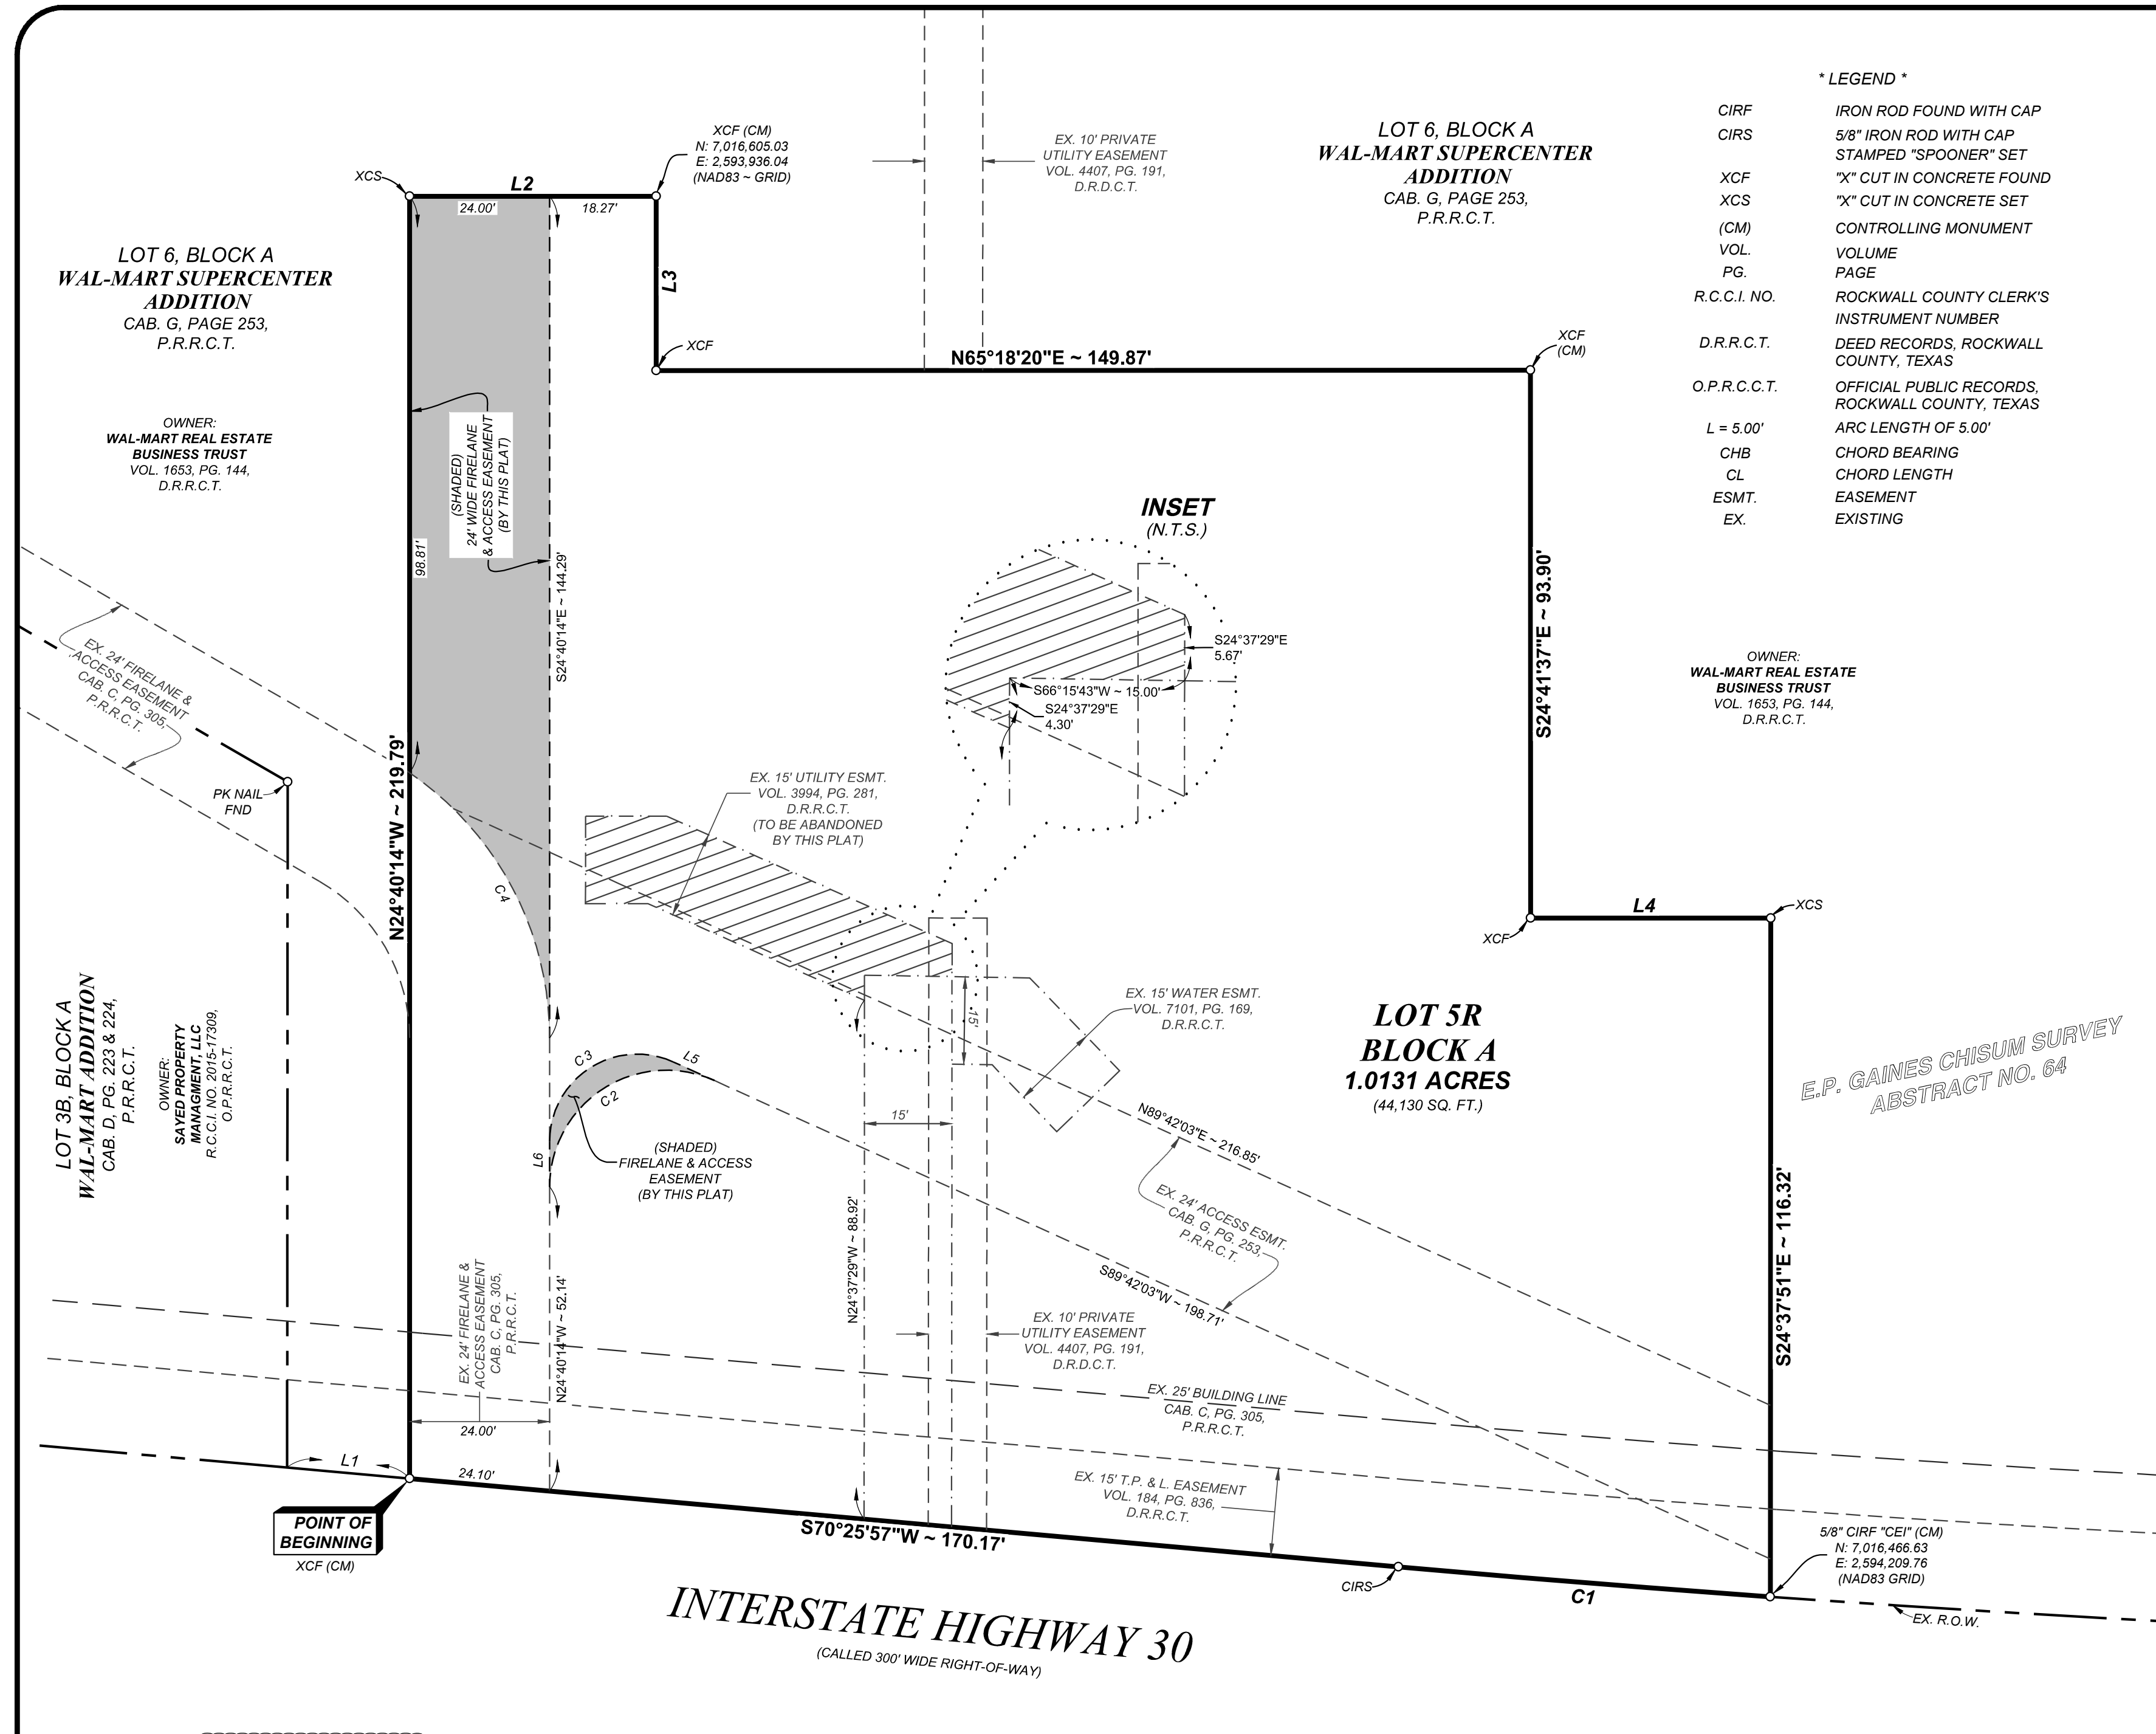 * LEGEND *
CIRF IRON ROD FOUND WITH CAP
CIRS 5/8" IRON ROD WITH CAP
STAMPED "SPOONER" SET
XCF "X" CUT IN CONCRETE FOUND
XCS "X" CUT IN CONCRETE SET
(CM) CONTROLLING MONUMENT
VOL. VOLUME
PG. PAGE
R.C.C.I. NO. ROCKWALL COUNTY CLERK'S
INSTRUMENT NUMBER
D.R.R.C.T. DEED RECORDS, ROCKWALL
COUNTY, TEXAS
O.P.R.C.C.T. OFFICIAL PUBLIC RECORDS,
ROCKWALL COUNTY, TEXAS
L = 5.00' ARC LENGTH OF 5.00'
CHB CHORD BEARING
CL CHORD LENGTH
ESMT. EASEMENT
EX. EXISTING
XCF (CM)
N: 7,016,605.03
E: 2,593,936.04
(NAD83 ~ GRID)
XCS
L2
24.00'
18.27'
L3
XCF
EX. 10' PRIVATE
UTILITY EASEMENT
VOL. 4407, PG. 191,
D.R.D.C.T.
LOT 6, BLOCK A
WAL-MART SUPERCENTER
ADDITION
CAB. G, PAGE 253,
P.R.R.C.T.
LOT 6, BLOCK A
WAL-MART SUPERCENTER
ADDITION
CAB. G, PAGE 253,
P.R.R.C.T.
N65°18'20"E ~ 149.87'
XCF
(CM)
OWNER:
WAL-MART REAL ESTATE
BUSINESS TRUST
VOL. 1653, PG. 144,
D.R.R.C.T.
(SHADED)
24' WIDE FIRELANE
& ACCESS EASEMENT
(BY THIS PLAT)
98.81'
S24°40'14"E ~ 144.29'
INSET
(N.T.S.)
S24°37'29"E
5.67'
S66°15'43"W ~ 15.00'
S24°37'29"E
4.30'
S24°41'37"E ~ 93.90'
OWNER:
WAL-MART REAL ESTATE
BUSINESS TRUST
VOL. 1653, PG. 144,
D.R.R.C.T.
EX. 24' FIRELANE &
ACCESS EASEMENT
CAB. C, PG. 305,
P.R.R.C.T.
PK NAIL
FND
N24°40'14"W ~ 219.79'
EX. 15' UTILITY ESMT.
VOL. 3994, PG. 281,
D.R.R.C.T.
(TO BE ABANDONED
BY THIS PLAT)
C4
L4
XCS
XCF
LOT 3B, BLOCK A
WAL-MART ADDITION
CAB. D, PG. 223 & 224,
P.R.R.C.T.
OWNER:
SAYED PROPERTY
MANAGMENT, LLC
R.C.C.I. NO. 2015-17309,
O.P.R.R.C.T.
EX. 15' WATER ESMT.
VOL. 7101, PG. 169,
D.R.R.C.T.
15'
LOT 5R
BLOCK A
1.0131 ACRES
(44,130 SQ. FT.)
E.P. GAINES CHISUM SURVEY
ABSTRACT NO. 64
C3
L5
C2
L6
15'
(SHADED)
FIRELANE & ACCESS
EASEMENT
(BY THIS PLAT)
N89°42'03"E ~ 216.85'
EX. 24' ACCESS ESMT.
CAB. G, PG. 253,
P.R.R.C.T.
S89°42'03"W ~ 198.71'
N24°37'29"W ~ 88.92'
S24°37'51"E ~ 116.32'
EX. 24' FIRELANE &
ACCESS EASEMENT
CAB. C, PG. 305,
P.R.R.C.T.
N24°40'14"W ~ 52.14'
EX. 10' PRIVATE
UTILITY EASEMENT
VOL. 4407, PG. 191,
D.R.D.C.T.
EX. 25' BUILDING LINE
CAB. C, PG. 305,
P.R.R.C.T.
24.00'
L1
24.10'
EX. 15' T.P. & L. EASEMENT
VOL. 184, PG. 836,
D.R.R.C.T.
POINT OF
BEGINNING
XCF (CM)
S70°25'57"W ~ 170.17'
CIRS
C1
5/8" CIRF "CEI" (CM)
N: 7,016,466.63
E: 2,594,209.76
(NAD83 GRID)
EX. R.O.W.
INTERSTATE HIGHWAY 30
(CALLED 300' WIDE RIGHT-OF-WAY)